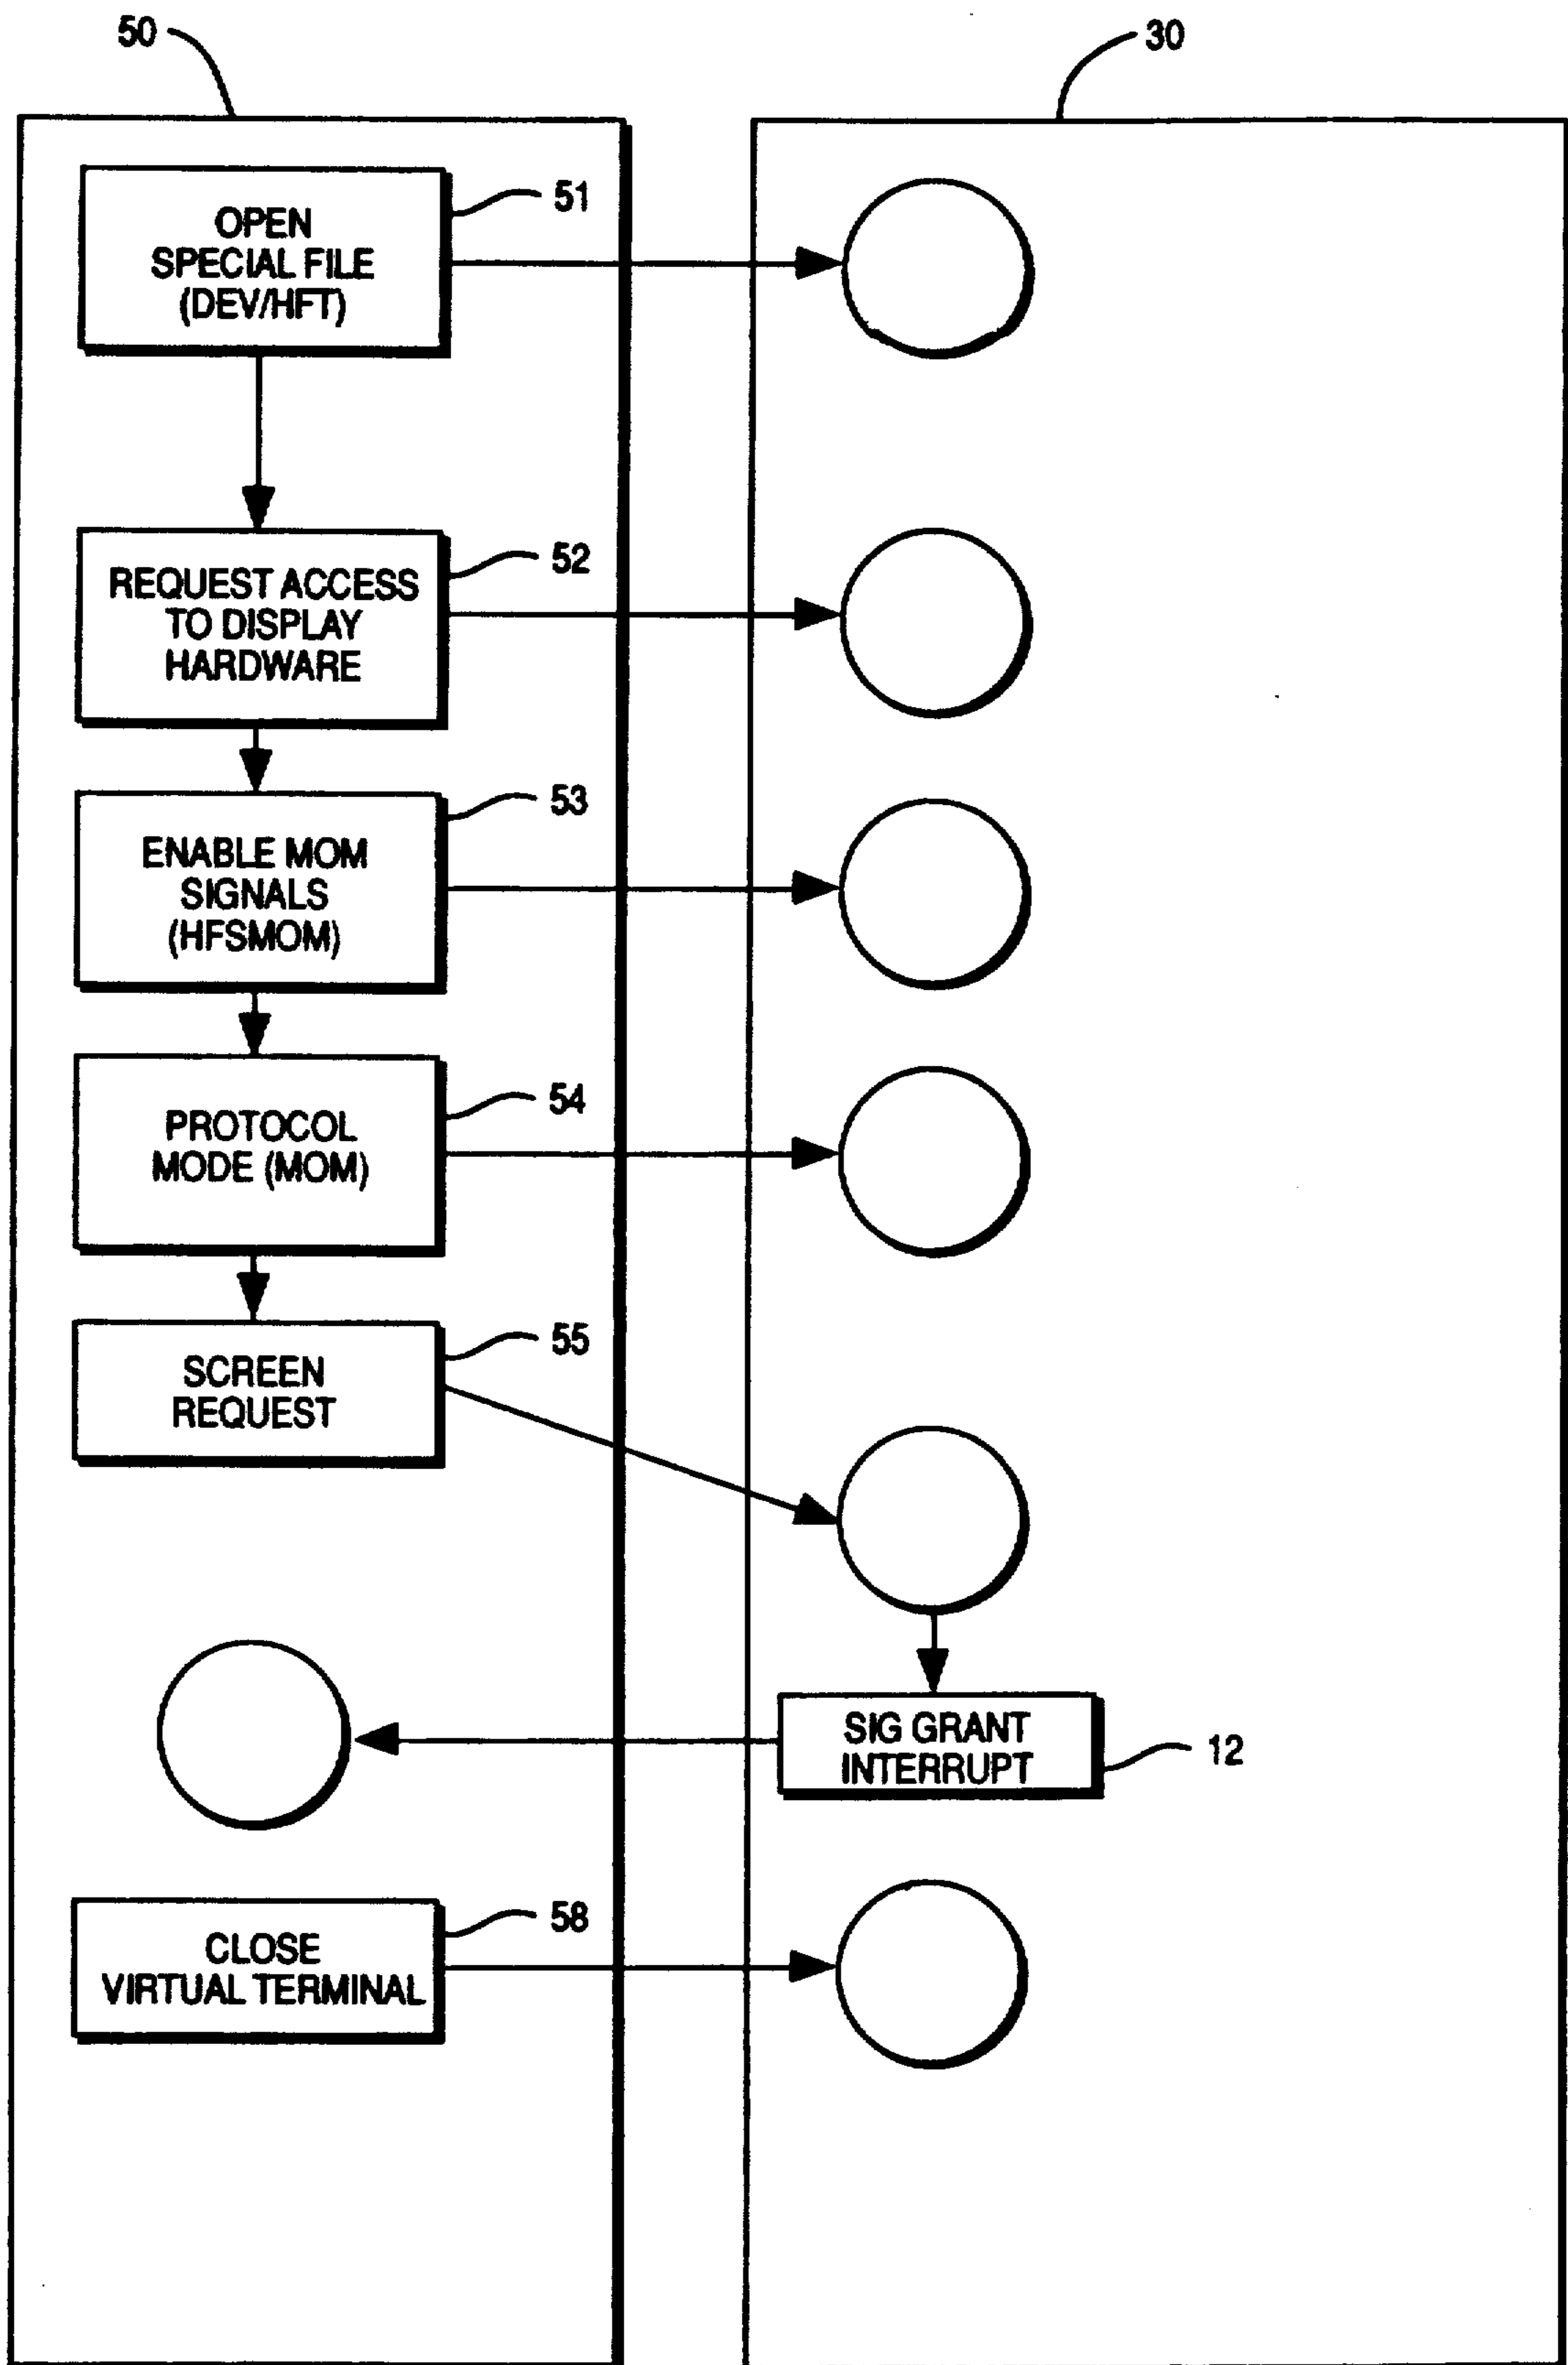 50
30
OPEN
SPECIAL FILE
(DEV/HFT)
51
REQUEST ACCESS
TO DISPLAY
HARDWARE
52
ENABLE MOM
SIGNALS
(HFSMOM)
53
PROTOCOL
MODE (MOM)
54
SCREEN
REQUEST
55
SIG GRANT
INTERRUPT
12
CLOSE
VIRTUAL TERMINAL
58